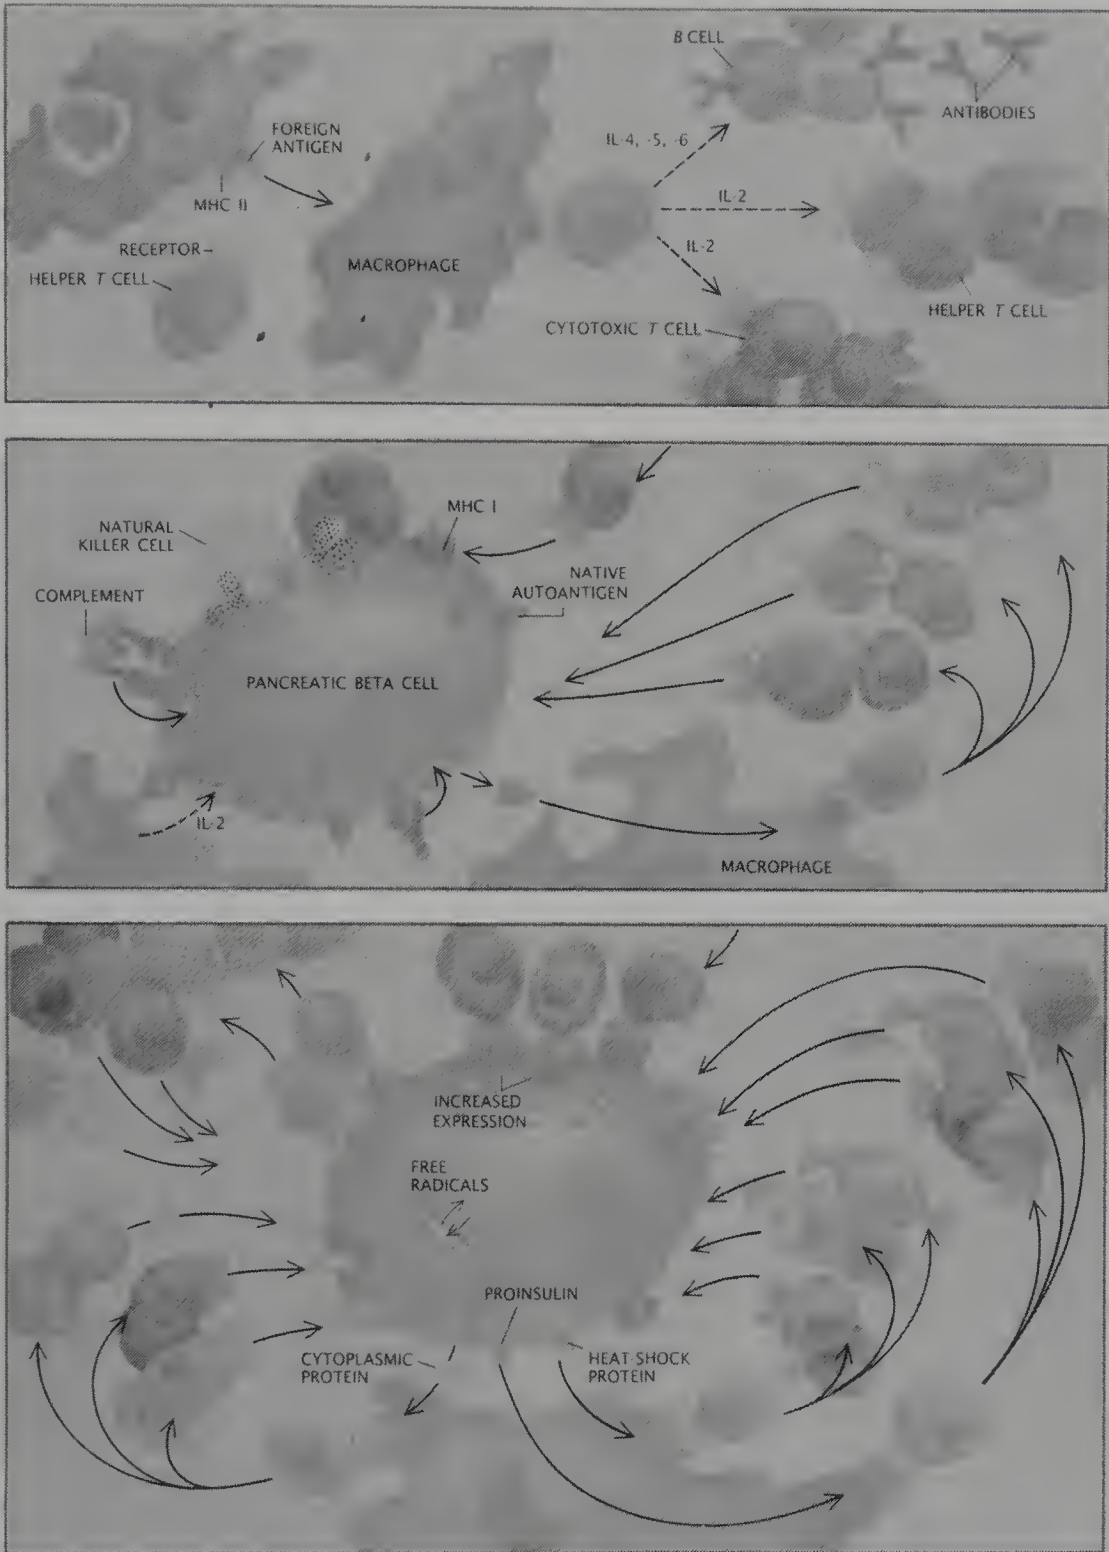 B CELL
ANTIBODIES
FOREIGN
ANTIGEN
IL-4, -5, -6
MHC II
IL-2
RECEPTOR
IL-2
MACROPHAGE
HELPER T CELL
HELPER T CELL
CYTOTOXIC T CELL
MHC I
NATURAL
KILLER CELL
NATIVE
AUTOANTIGEN
COMPLEMENT
PANCREATIC BETA CELL
IL-2
MACROPHAGE
INCREASED
EXPRESSION
FREE
RADICALS
PROINSULIN
CYTOPLASMIC
PROTEIN
HEAT-SHOCK
PROTEIN